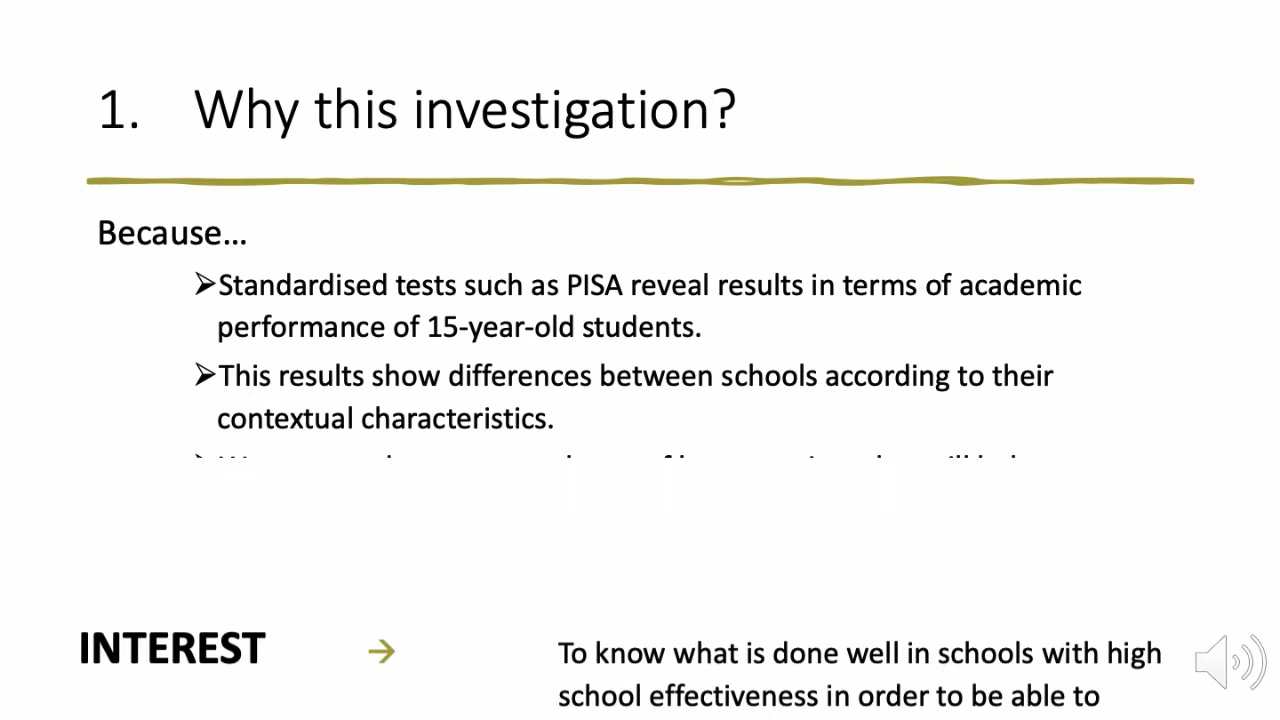 1. Why this investigation?
Because...
➢Standardised tests such as PISA reveal results in terms of academic
performance of 15-year-old students.
➢This results show differences between schools according to their
contextual characteristics.
INTEREST → To know what is done well in schools with high
school effectiveness in order to be able to